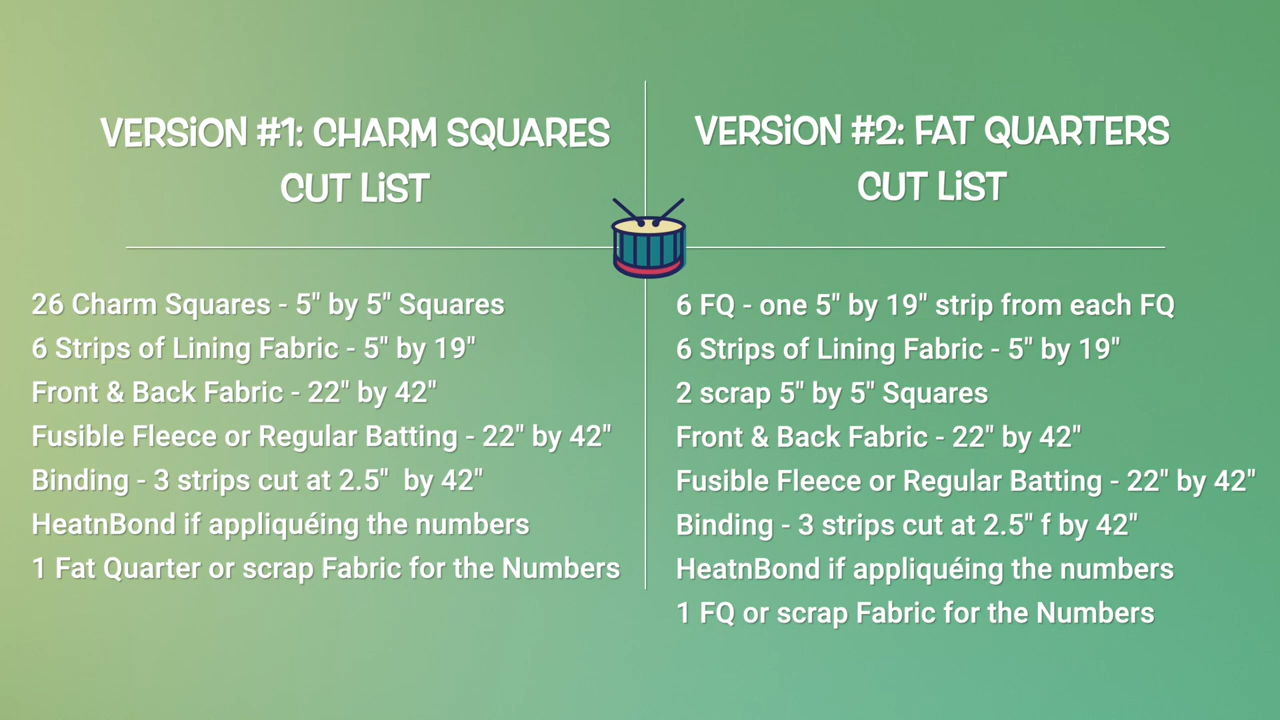 VERSiON #1: CHARM SQUARES
CUT LiST
26 Charm Squares - 5" by 5" Squares
6 Strips of Lining Fabric - 5" by 19"
Front & Back Fabric - 22" by 42"
Fusible Fleece or Regular Batting - 22" by 42"
Binding - 3 strips cut at 2.5"  by 42"
HeatnBond if appliquéing the numbers
1 Fat Quarter or scrap Fabric for the Numbers
VERSiON #2: FAT QUARTERS
CUT LiST
6 FQ - one 5" by 19" strip from each FQ
6 Strips of Lining Fabric - 5" by 19"
2 scrap 5" by 5" Squares
Front & Back Fabric - 22" by 42"
Fusible Fleece or Regular Batting - 22" by 42"
Binding - 3 strips cut at 2.5" f by 42"
HeatnBond if appliquéing the numbers
1 FQ or scrap Fabric for the Numbers